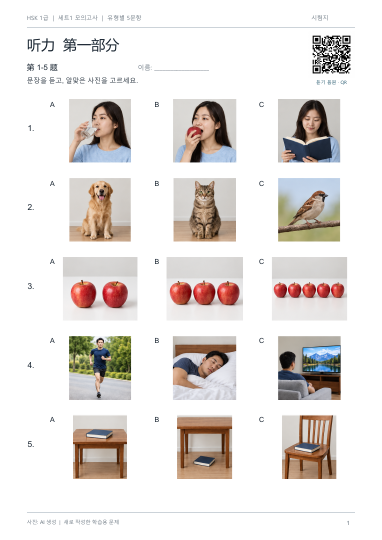 HSK 1급 | 세트1 모의고사 | 유형별 5문항
시험지
听力 第一部分
第 1-5 题
이름: ________________
문장을 듣고, 알맞은 사진을 고르세요.
듣기 음원 · QR
A B C
1.
A B C
2.
A B C
3.
A B C
4.
A B C
5.
사진: AI 생성 | 새로 작성한 학습용 문제
1